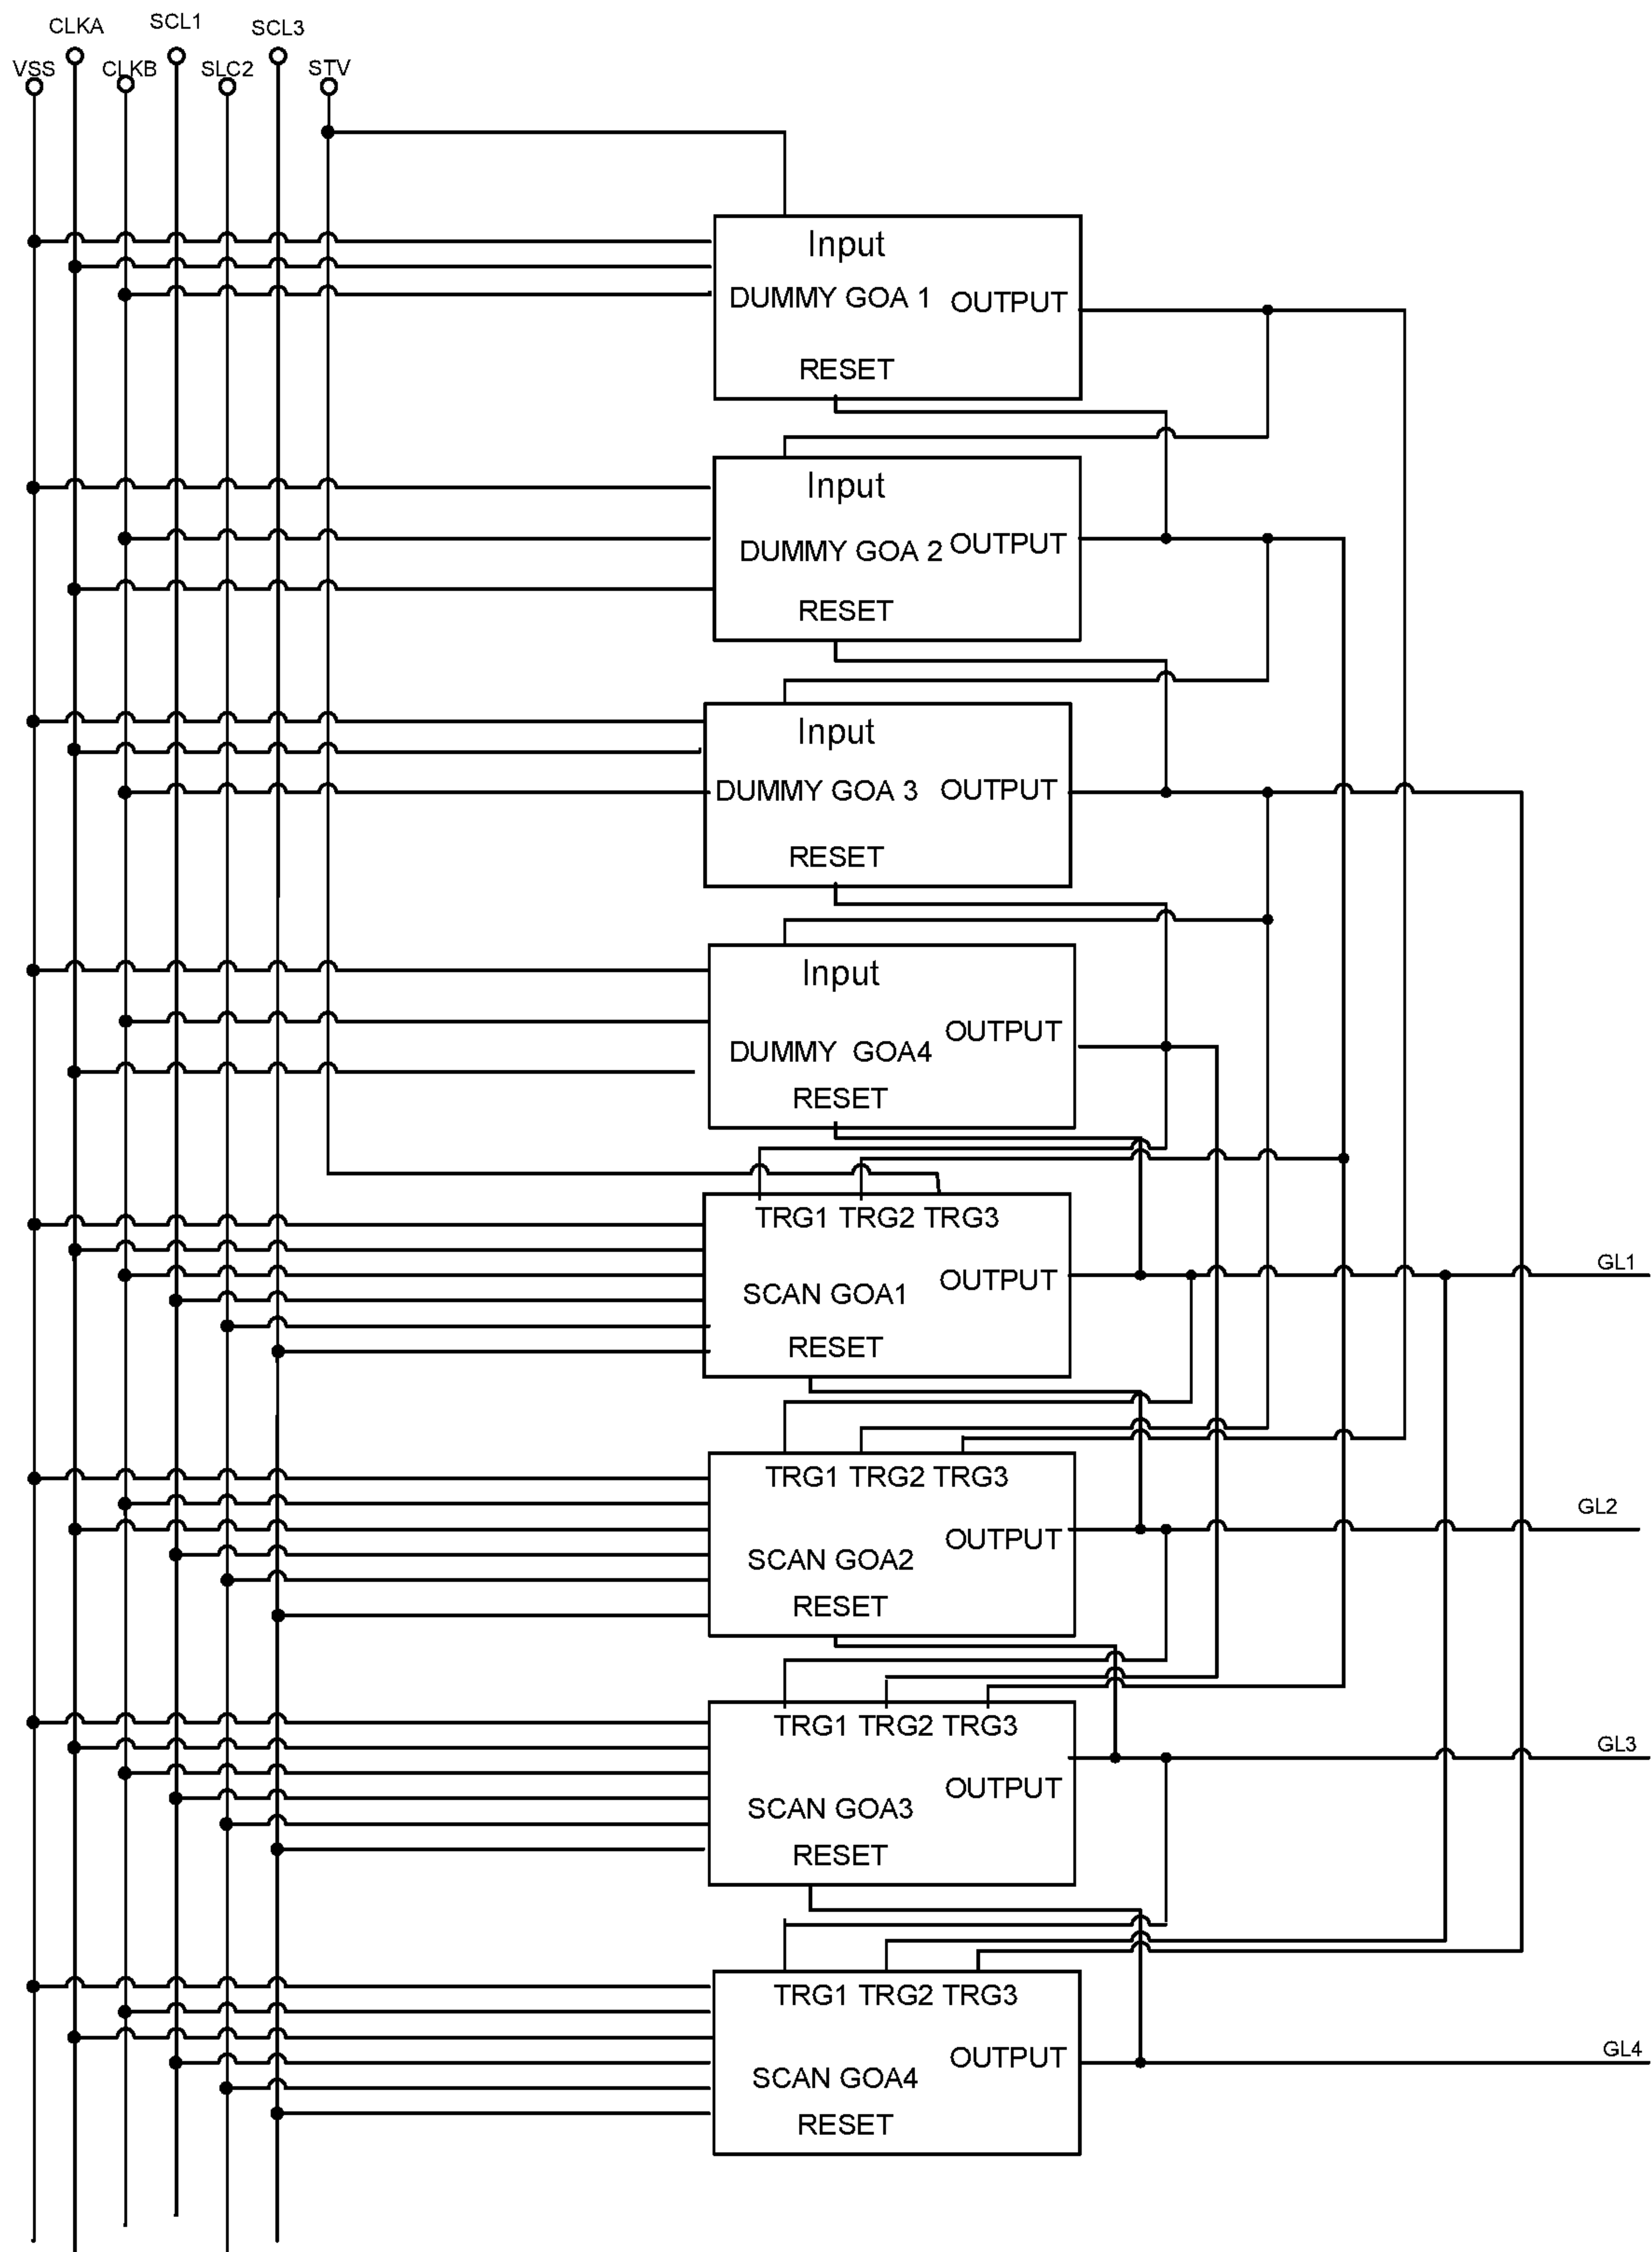 CLKA SCL1 SCL3
VSS CLKB SLC2 STV
Input
DUMMY GOA 1 OUTPUT
RESET
Input
DUMMY GOA 2 OUTPUT
RESET
Input
DUMMY GOA 3 OUTPUT
RESET
Input
OUTPUT
DUMMY GOA4
RESET
TRG1 TRG2 TRG3
GL1
OUTPUT
SCAN GOA1
RESET
TRG1 TRG2 TRG3
GL2
OUTPUT
SCAN GOA2
RESET
TRG1 TRG2 TRG3
GL3
OUTPUT
SCAN GOA3
RESET
TRG1 TRG2 TRG3
GL4
OUTPUT
SCAN GOA4
RESET